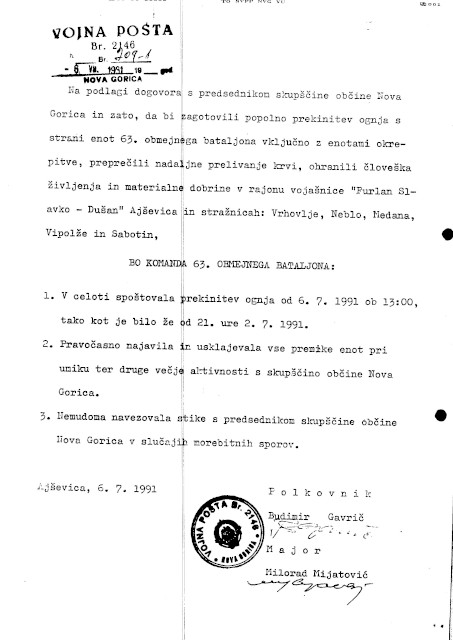 VOJNA POŠTA
Br. 2146
Br. 209-1
- 6. VII. 1991 19 god
NOVA GORICA
Na podlagi dogovora s predsednikom skupščine občine Nova
Gorica in zato, da bi zagotovili popolno prekinitev ognja s
strani enot 63. obmejnega bataljona vključno z enotami okre-
pitve, preprečili nadaljne prelivanje krvi, ohranili človeška
življenja in materialne dobrine v rajonu vojašnice "Furlan Sl-
avko - Dušan" Ajševica in stražnicah: Vrhovlje, Neblo, Medana,
Vipolže in Sabotin,
BO KOMANDA 63. OBMEJNEGA BATALJONA:
1. V celoti spoštovala prekinitev ognja od 6. 7. 1991 ob 13:00,
tako kot je bilo že od 21. ure 2. 7. 1991.
2. Pravočasno najavila in usklajevala vse premike enot pri
umiku ter druge večje aktivnosti s skupščino občine Nova
Gorica.
3. Nemudoma navezovala stike s predsednikom skupščine občine
Nova Gorica v slučajih morebitnih sporov.
Ajševica, 6. 7. 1991
Polkovnik
Budimir Gavrič
VOJNA POŠTA Br. 2146
NOVA GORICA
Major
Milorad Mijatović